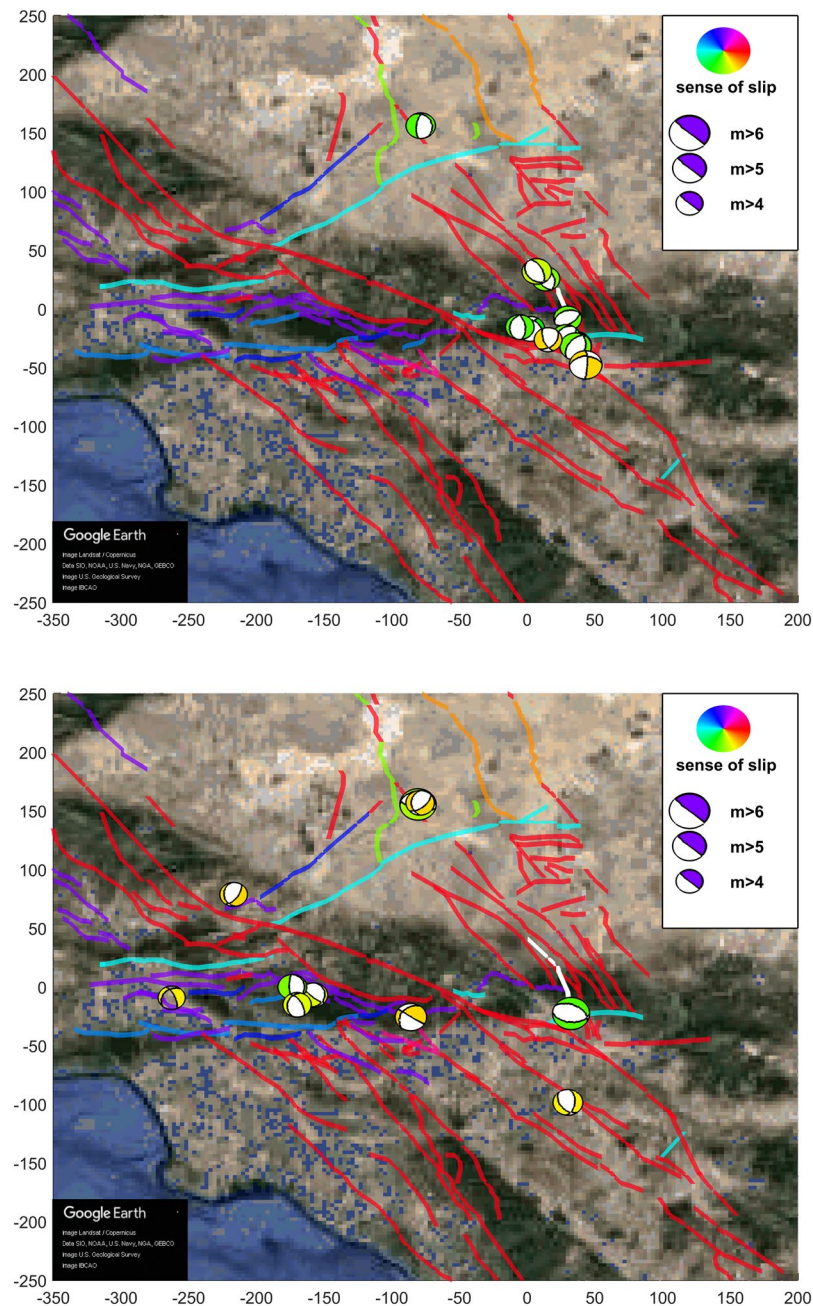 250
200
150
100
50
0
-50
-100
-150
-200
-250
-350 -300 -250 -200 -150 -100 -50 0 50 100 150 200
sense of slip
m>6
m>5
m>4
Google Earth
Image Landsat / Copernicus
Data SIO, NOAA, U.S. Navy, NGA, GEBCO
Image U.S. Geological Survey
Image IBCAO
250
200
150
100
50
0
-50
-100
-150
-200
-250
-350 -300 -250 -200 -150 -100 -50 0 50 100 150 200
sense of slip
m>6
m>5
m>4
Google Earth
Image Landsat / Copernicus
Data SIO, NOAA, U.S. Navy, NGA, GEBCO
Image U.S. Geological Survey
Image IBCAO